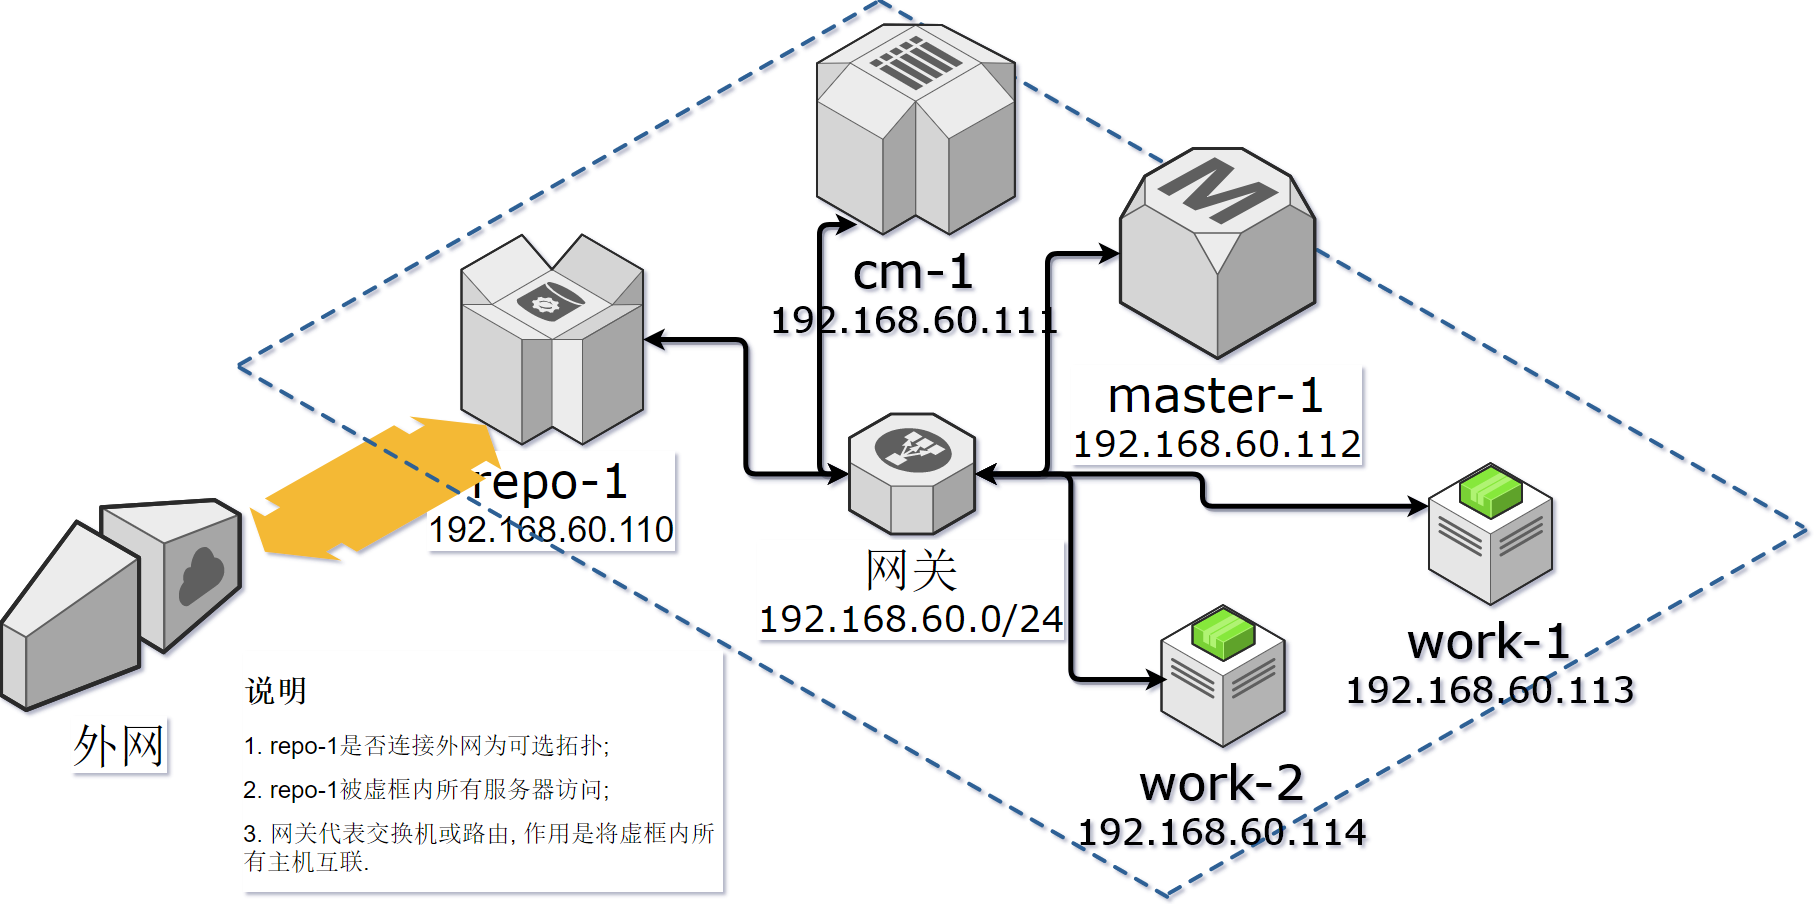 cm-1
192.168.60.111
master-1
192.168.60.112
repo-1
192.168.60.110
网关
192.168.60.0/24
work-1
192.168.60.113
work-2
192.168.60.114
外网
说明
1. repo-1是否连接外网为可选拓扑;
2. repo-1被虚框内所有服务器访问;
3. 网关代表交换机或路由, 作用是将虚框内所
有主机互联.
M